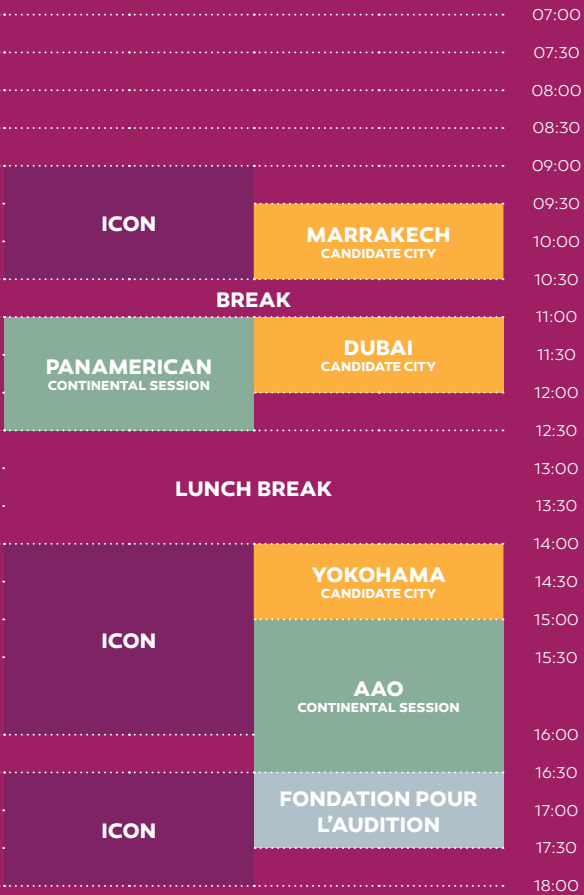 07:00
07:30
08:00
08:30
09:00
09:30
ICON
MARRAKECH
CANDIDATE CITY
10:00
10:30
BREAK
11:00
PANAMERICAN
CONTINENTAL SESSION
DUBAI
CANDIDATE CITY
11:30
12:00
12:30
13:00
LUNCH BREAK
13:30
14:00
YOKOHAMA
CANDIDATE CITY
14:30
15:00
ICON
15:30
AAO
CONTINENTAL SESSION
16:00
16:30
FONDATION POUR
L'AUDITION
17:00
ICON
17:30
18:00